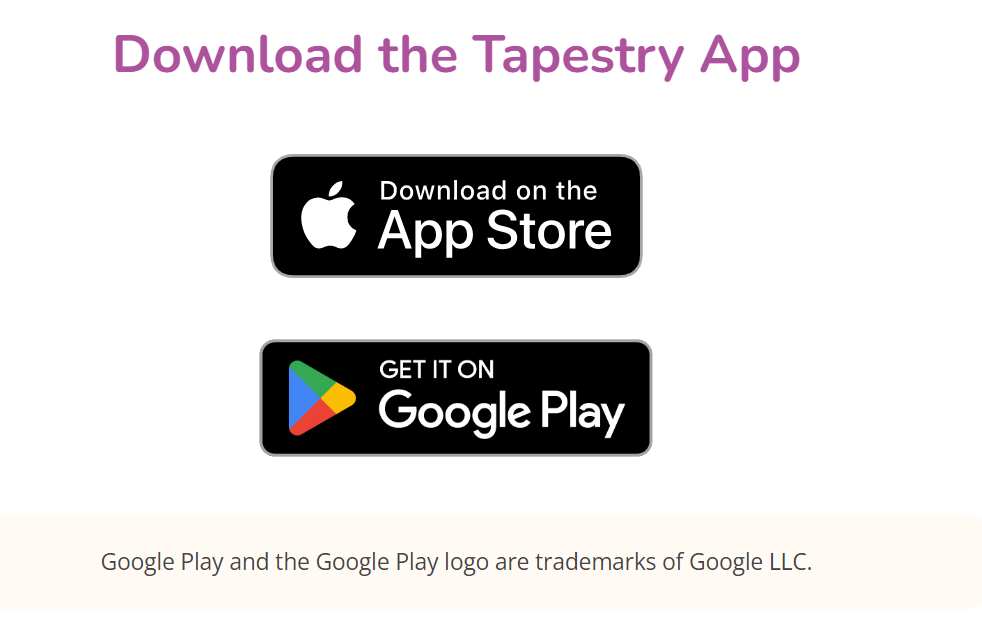 Download the Tapestry App
Download on the
App Store
GET IT ON
Google Play
Google Play and the Google Play logo are trademarks of Google LLC.